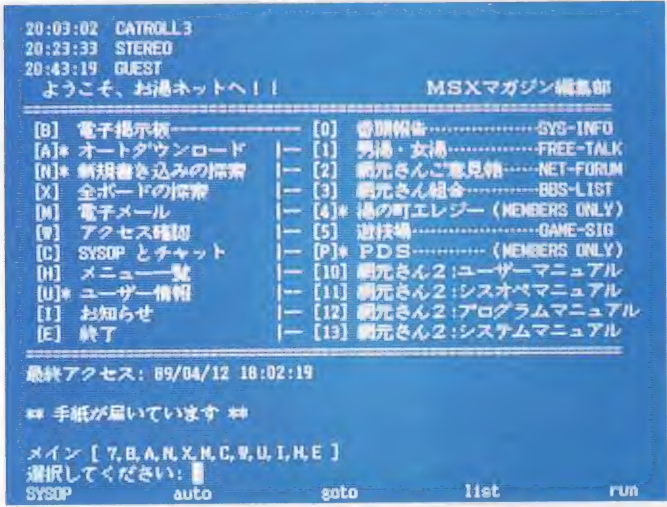 20:03:02 CATROLL3
20:23:33 STEREO
20:43:19 GUEST
ようこそ、お湯ネットへ!! MSXマガジン編集部
[B] 電子掲示板 [0] 番頭報告 SYS-INFO
[A]* オートダウンロード [1] 男湯・女湯 FREE-TALK
[N]* 新規書き込みの探索 [2] 網元さんご意見箱 NET-FORUM
[X] 全ボードの探索 [3] 網元さん組合 BBS-LIST
[M] 電子メール [4]* 湯の町エレジー (MEMBERS ONLY)
[W] アクセス確認 [5] 遊技場 GAME-SIG
[C] SYSOP とチャット [P]* PDS (MEMBERS ONLY)
[H] メニュー一覧 [10] 網元さん2:ユーザーマニュアル
[U]* ユーザー情報 [11] 網元さん2:シスオペマニュアル
[I] お知らせ [12] 網元さん2:プログラムマニュアル
[E] 終了 [13] 網元さん2:システムマニュアル
最終アクセス: 89/04/12 18:02:19
** 手紙が届いています **
メイン [ 7,B,A,N,X,M,C,W,U,I,H,E ]
選択してください:
SYSOP auto goto list run